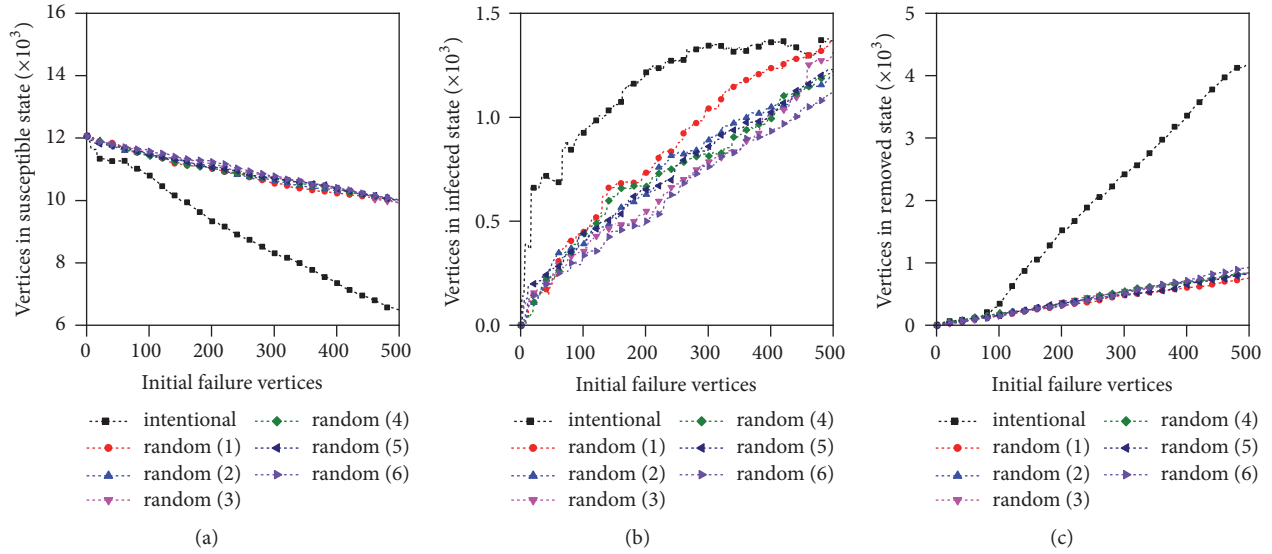 Vertices in susceptible state (×10³)
16
14
12
10
8
6
0
100
200
300
400
500
Initial failure vertices
intentional
random (1)
random (2)
random (3)
random (4)
random (5)
random (6)
(a)
Vertices in infected state (×10³)
1.5
1.0
0.5
0.0
0
100
200
300
400
500
Initial failure vertices
intentional
random (1)
random (2)
random (3)
random (4)
random (5)
random (6)
(b)
Vertices in removed state (×10³)
5
4
3
2
1
0
0
100
200
300
400
500
Initial failure vertices
intentional
random (1)
random (2)
random (3)
random (4)
random (5)
random (6)
(c)